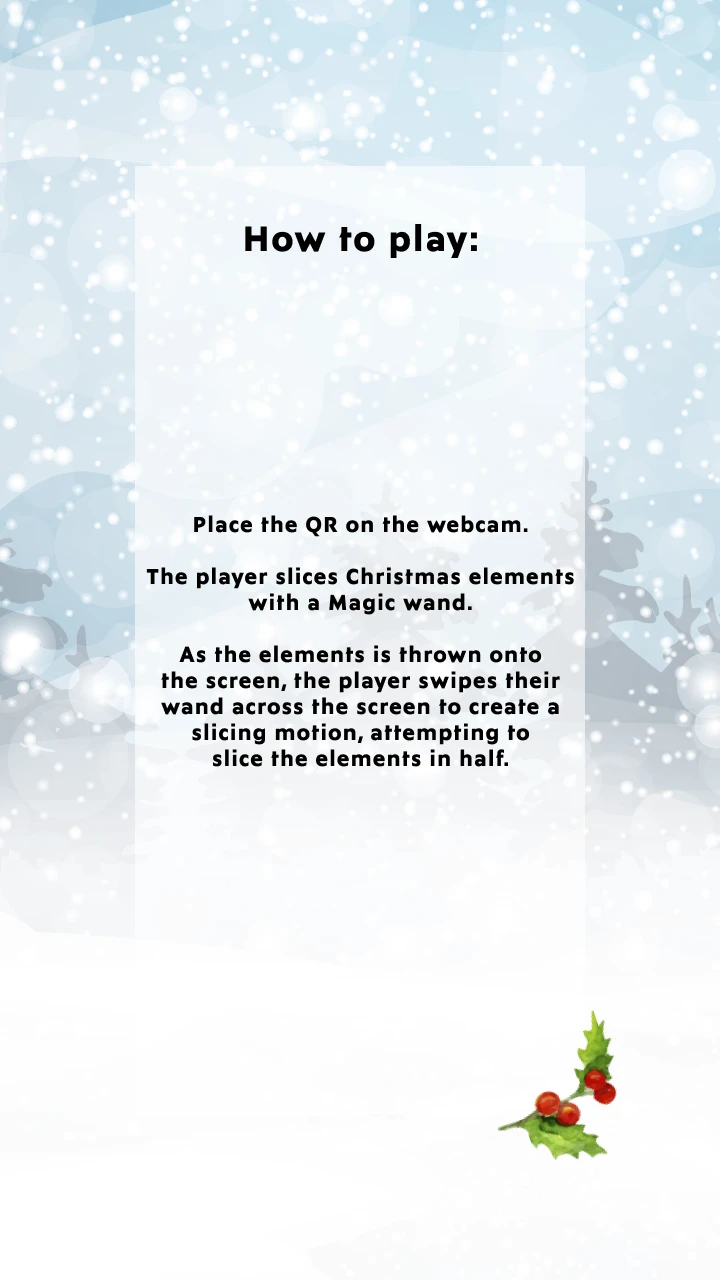 How to play:
Place the QR on the webcam.
The player slices Christmas elements
with a Magic wand.
As the elements is thrown onto
the screen, the player swipes their
wand across the screen to create a
slicing motion, attempting to
slice the elements in half.